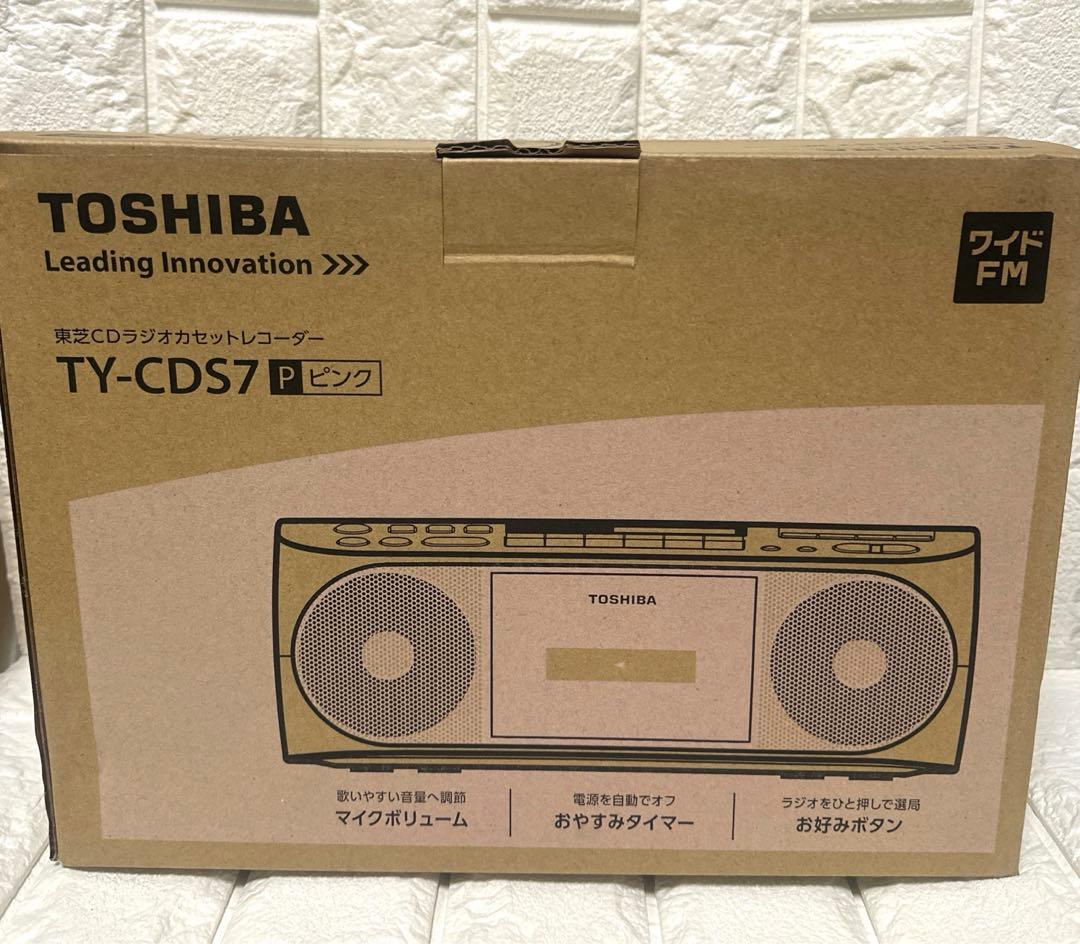 TOSHIBA
Leading Innovation >>>
ワイド
FM
東芝CDラジオカセットレコーダー
TY-CDS7 P ピンク
TOSHIBA
歌いやすい音量へ調節
マイクボリューム
電源を自動でオフ
おやすみタイマー
ラジオをひと押しで選局
お好みボタン